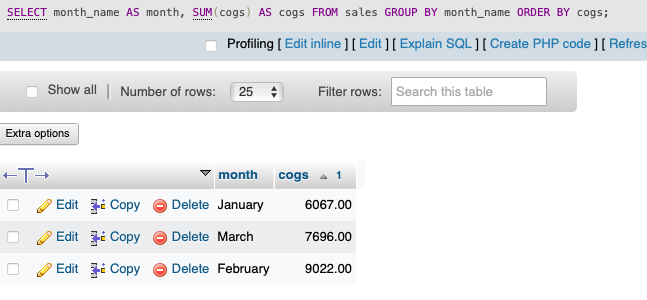 SELECT month_name AS month, SUM(cogs) AS cogs FROM sales GROUP BY month_name ORDER BY cogs;
Profiling [ Edit inline ] [ Edit ] [ Explain SQL ] [ Create PHP code ] [ Refres
Show all | Number of rows: 25 Filter rows: Search this table
Extra options
month cogs 1
Edit Copy Delete January 6067.00
Edit Copy Delete March 7696.00
Edit Copy Delete February 9022.00